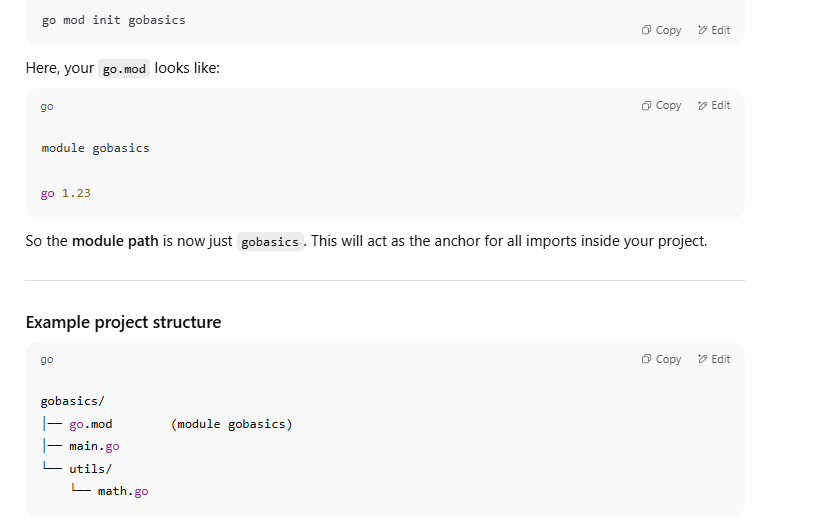 go mod init gobasics
Copy Edit
Here, your go.mod looks like:
go Copy Edit
module gobasics
go 1.23
So the module path is now just gobasics. This will act as the anchor for all imports inside your project.
Example project structure
go Copy Edit
gobasics/
├── go.mod (module gobasics)
├── main.go
└── utils/
└── math.go